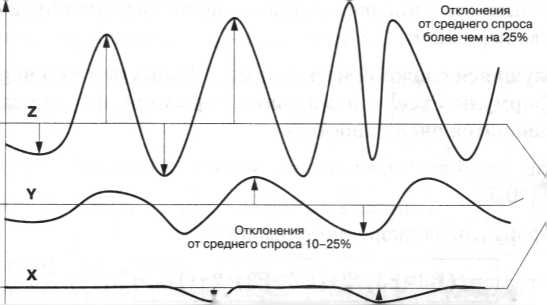 Отклонения
от среднего спроса
более чем на 25%
Z
Y
Отклонения
от среднего спроса 10–25%
X